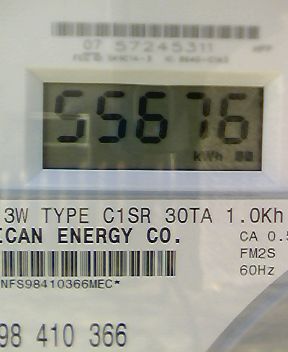 07 57245311
55676
kWh 00
3W TYPE C1SR 30TA 1.0Kh
ICAN ENERGY CO.
CA 0.5
FM2S
60Hz
NFS98410366MEC*
98 410 366